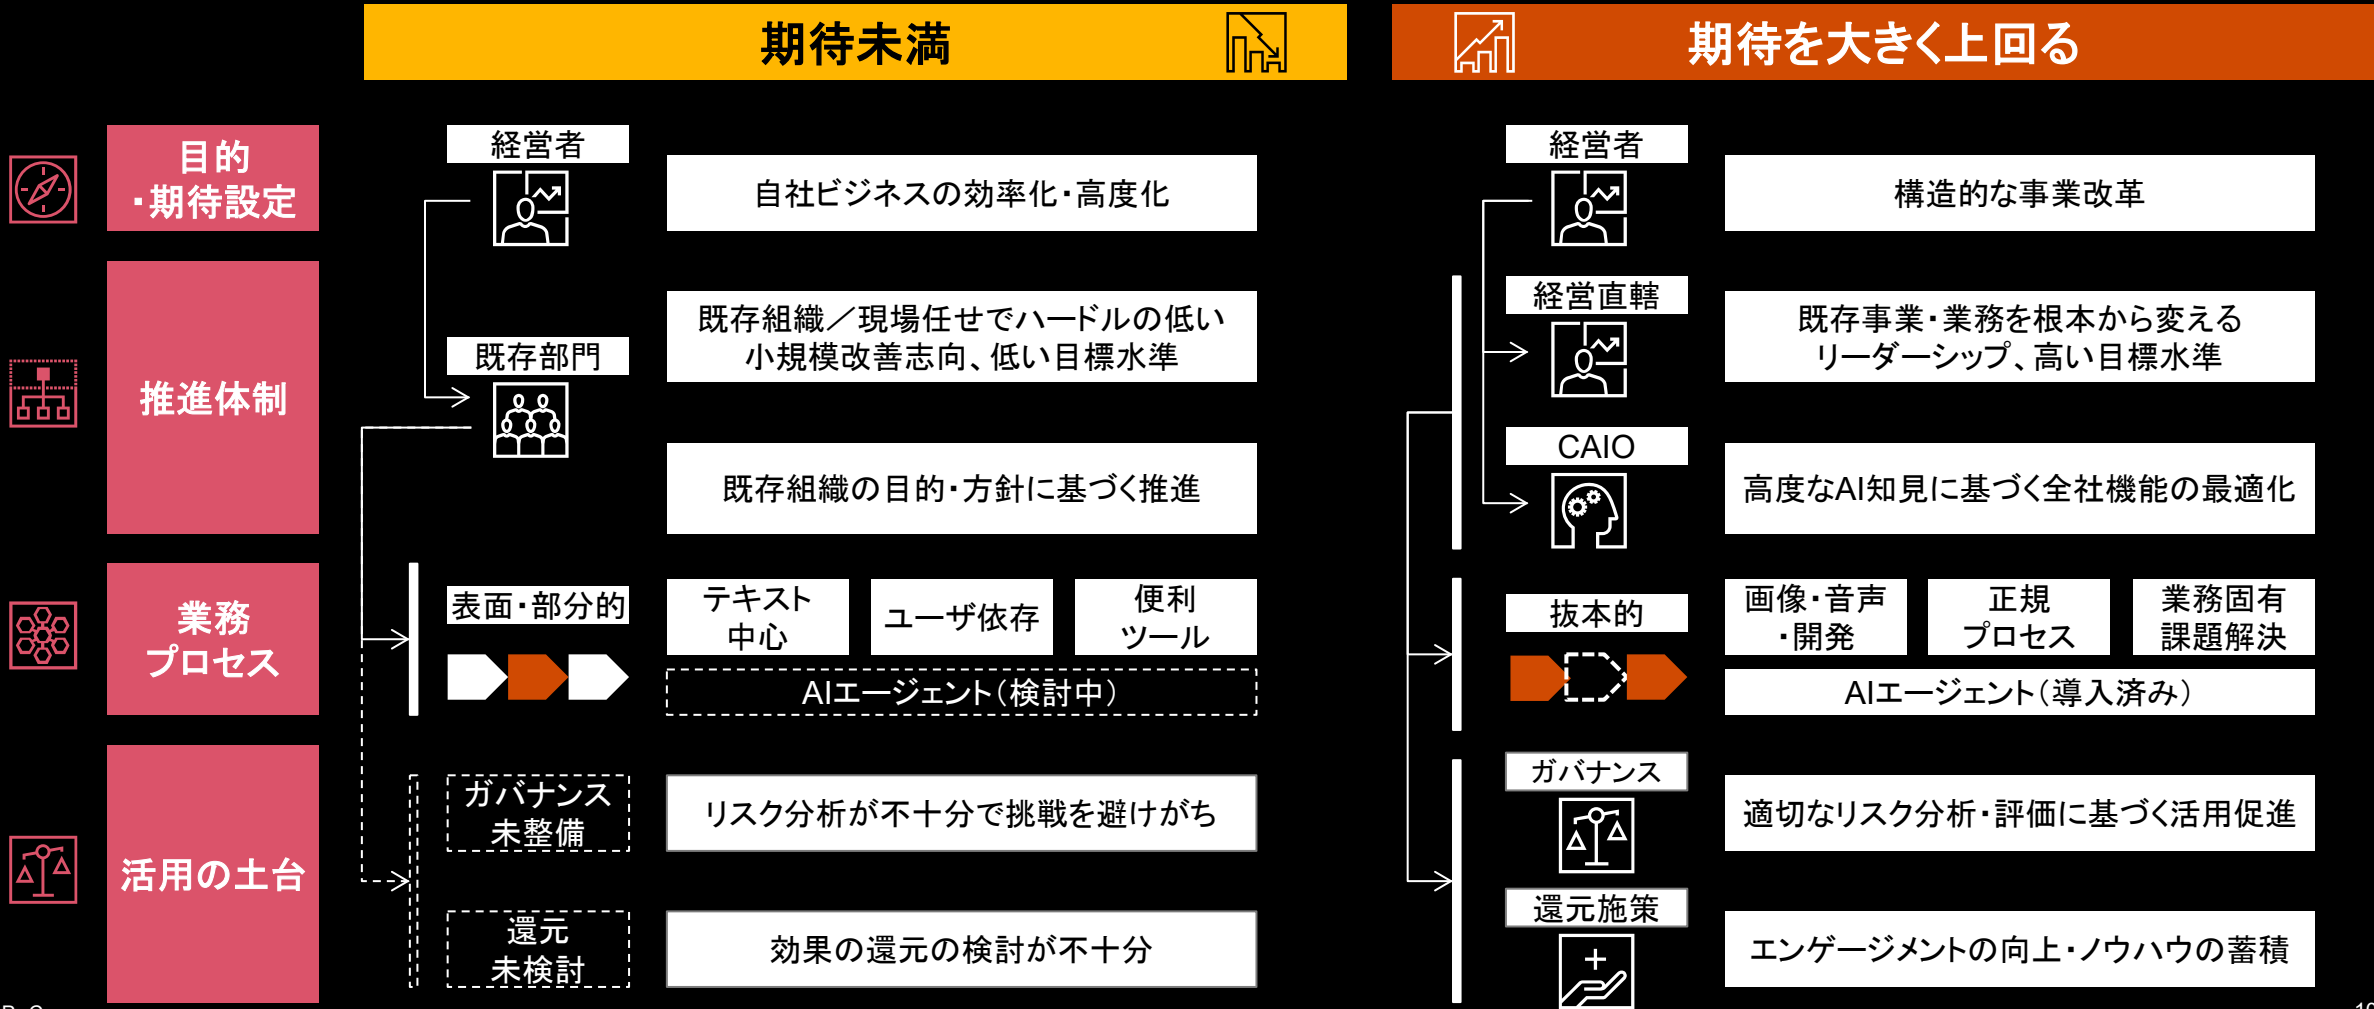 期待未満
期待を大きく上回る
目的
・期待設定
経営者
自社ビジネスの効率化・高度化
経営者
構造的な事業改革
推進体制
既存部門
既存組織／現場任せでハードルの低い
小規模改善志向、低い目標水準
既存組織の目的・方針に基づく推進
経営直轄
既存事業・業務を根本から変える
リーダーシップ、高い目標水準
CAIO
高度なAI知見に基づく全社機能の最適化
業務
プロセス
表面・部分的
テキスト
中心
ユーザ依存
便利
ツール
AIエージェント（検討中）
抜本的
画像・音声
・開発
正規
プロセス
業務固有
課題解決
AIエージェント（導入済み）
活用の土台
ガバナンス
未整備
リスク分析が不十分で挑戦を避けがち
還元
未検討
効果の還元の検討が不十分
ガバナンス
適切なリスク分析・評価に基づく活用促進
還元施策
エンゲージメントの向上・ノウハウの蓄積